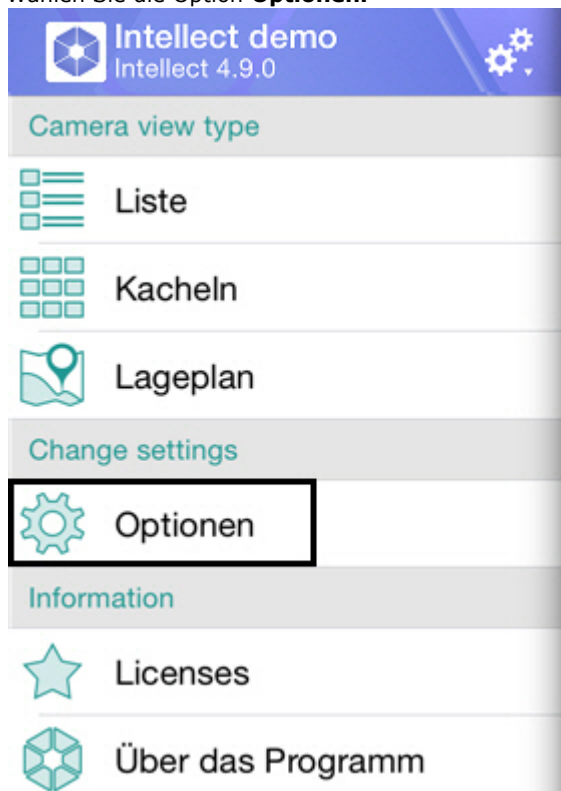 Wählen Sie die Option Optionen.
Intellect demo
Intellect 4.9.0
Camera view type
Liste
Kacheln
Lageplan
Change settings
Optionen
Information
Licenses
Über das Programm